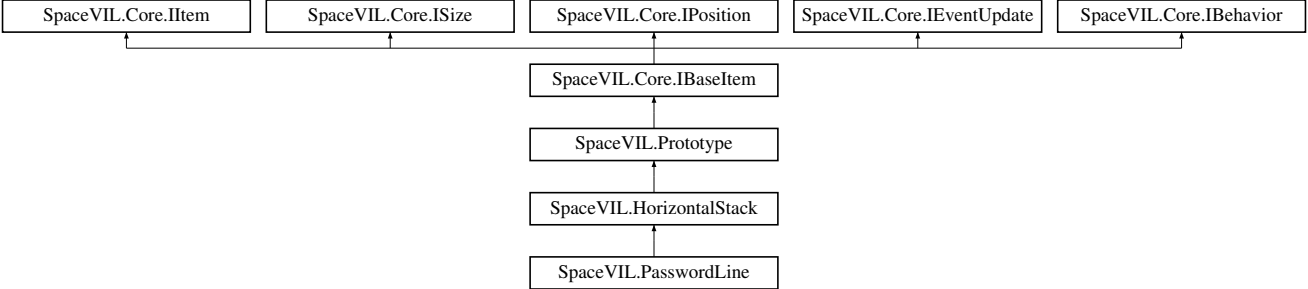 SpaceVIL.Core.IItem
SpaceVIL.Core.ISize
SpaceVIL.Core.IPosition
SpaceVIL.Core.IEventUpdate
SpaceVIL.Core.IBehavior
SpaceVIL.Core.IBaseItem
SpaceVIL.Prototype
SpaceVIL.HorizontalStack
SpaceVIL.PasswordLine